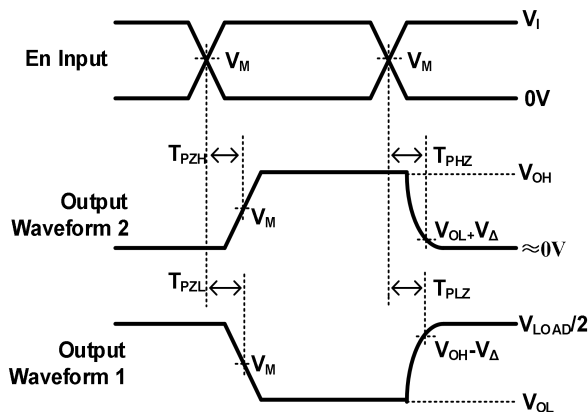 V_I
En Input
V_M
V_M
0V
T_PZH
T_PHZ
V_OH
Output
Waveform 2
V_M
V_OL+V_Δ
≈0V
T_PZL
T_PLZ
V_LOAD/2
Output
Waveform 1
V_M
V_OH-V_Δ
V_OL